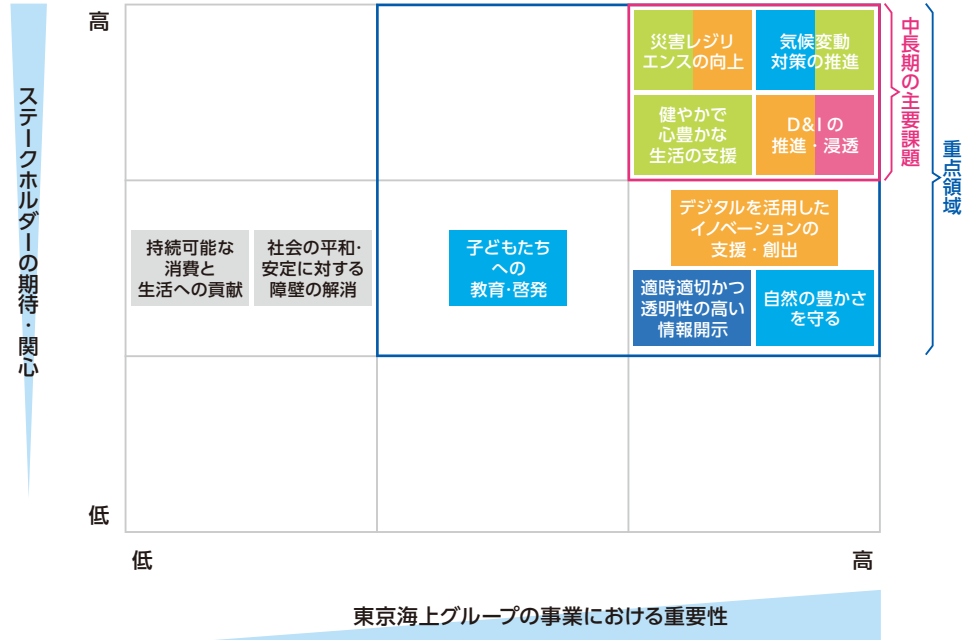 高
ステークホルダーの期待・関心
低
災害レジリ
エンスの向上
気候変動
対策の推進
健やかで
心豊かな
生活の支援
D&Iの
推進・浸透
中長期の主要課題
重点領域
持続可能な
消費と
生活への貢献
社会の平和・
安定に対する
障壁の解消
子どもたち
への
教育・啓発
デジタルを活用した
イノベーションの
支援・創出
適時適切かつ
透明性の高い
情報開示
自然の豊かさ
を守る
低
高
東京海上グループの事業における重要性